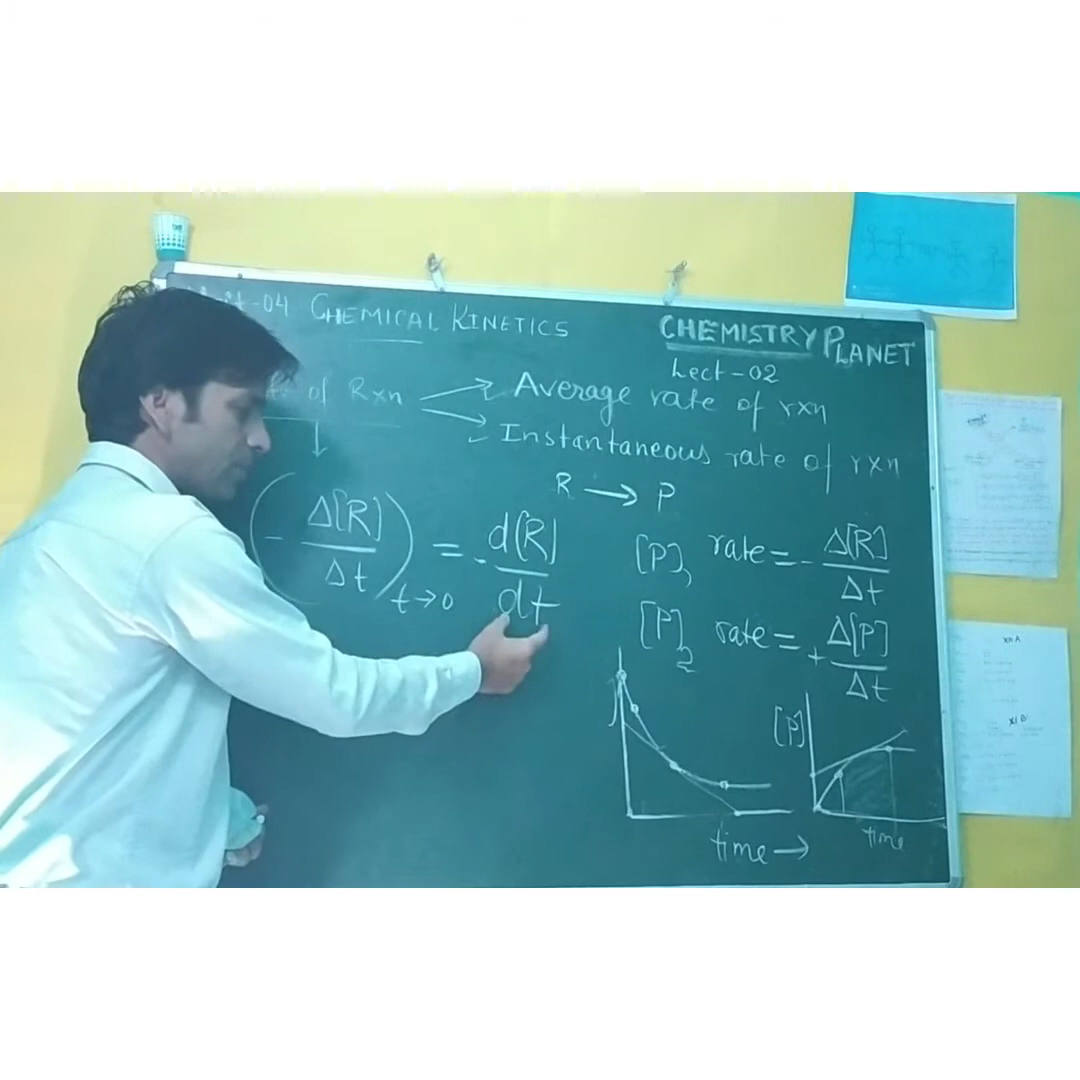 -04 CHEMICAL KINETICS
CHEMISTRY PLANET
Lect-02
of Rxn
Average rate of rxn
Instantaneous rate of rxn
R → P
(- Δ[R] / Δt) t→0 = - d[R] / dt
[P]1 rate = - Δ[R] / Δt
[P]2 rate = + Δ[P] / Δt
[P]
time →
time
XII A